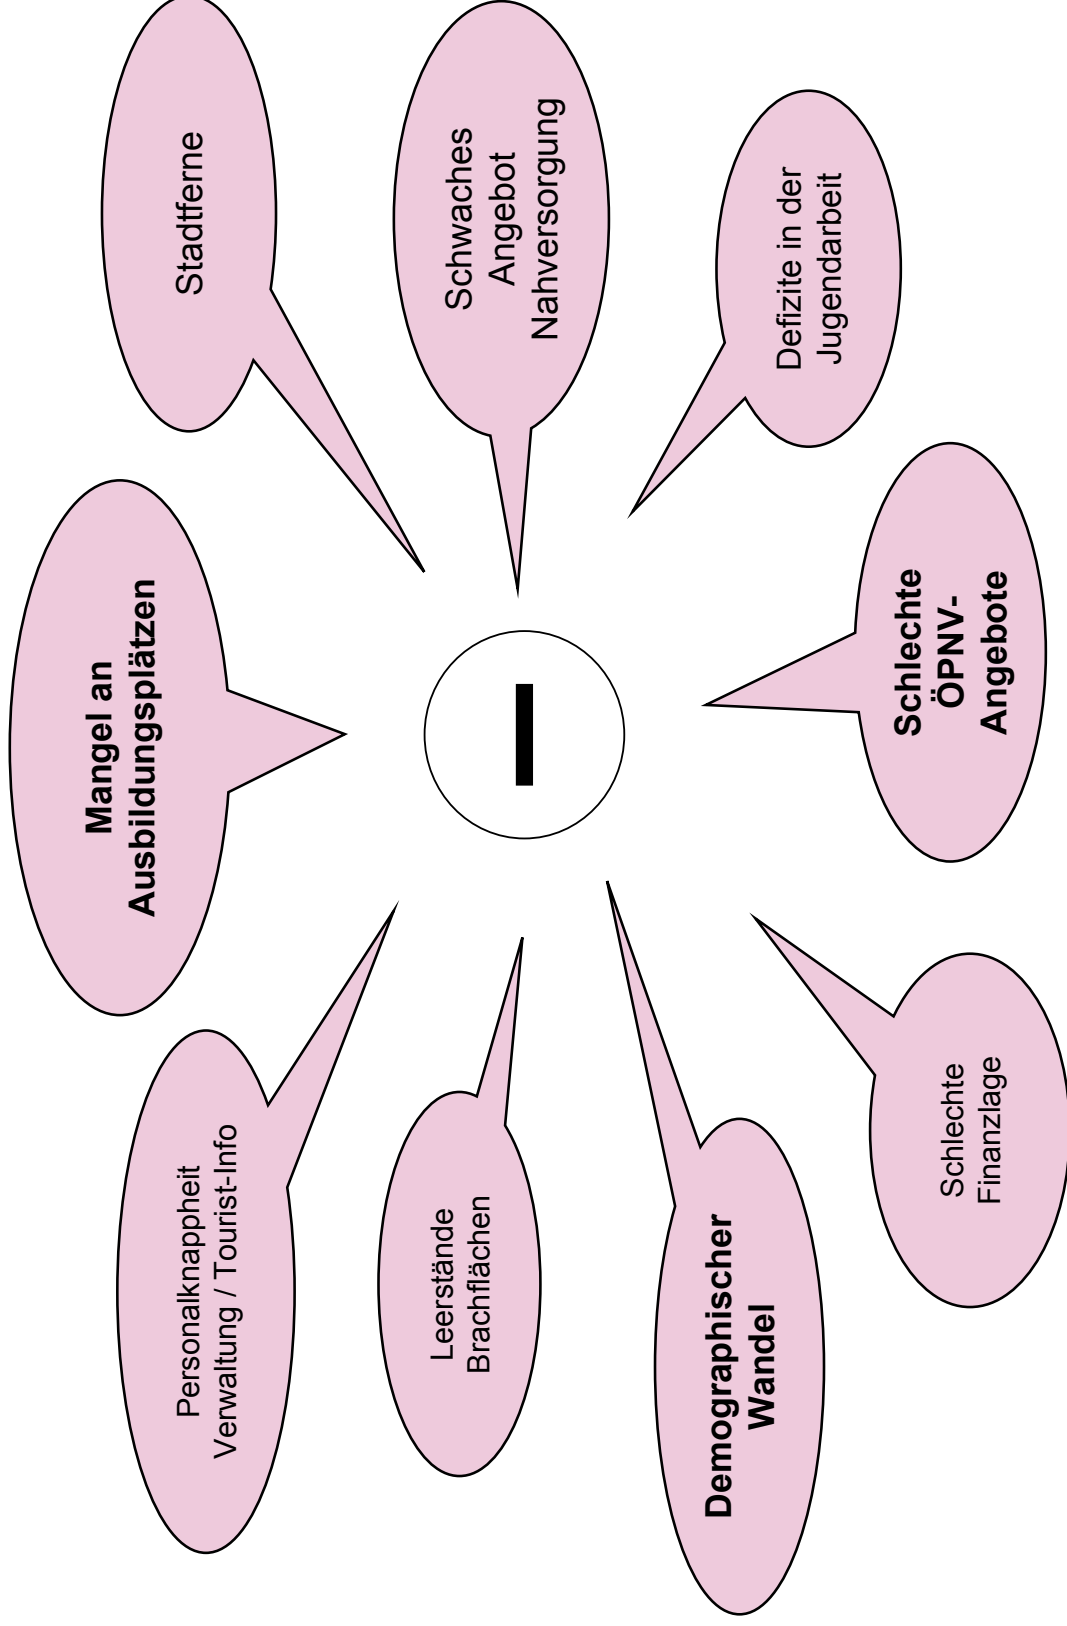 Personalknappheit
Verwaltung / Tourist-Info
Mangel an
Ausbildungsplätzen
Stadtferne
Leerstände
Brachflächen
–
Schwaches
Angebot
Nahversorgung
Demographischer
Wandel
Defizite in der
Jugendarbeit
Schlechte
Finanzlage
Schlechte
ÖPNV-
Angebote